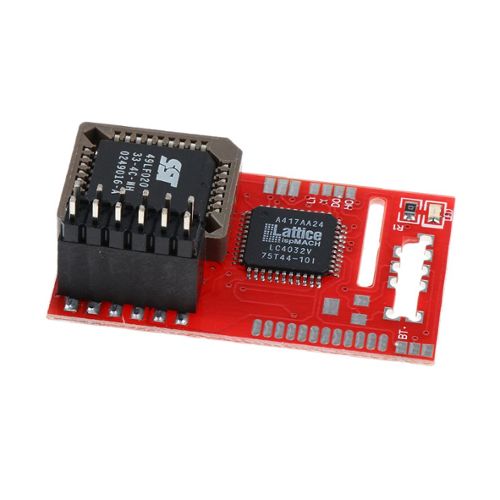 SST
49LF020
33-4C-NH
0249016-A
A417AA24
Lattice
ispMACH
LC4032V
75T44-10I
BT